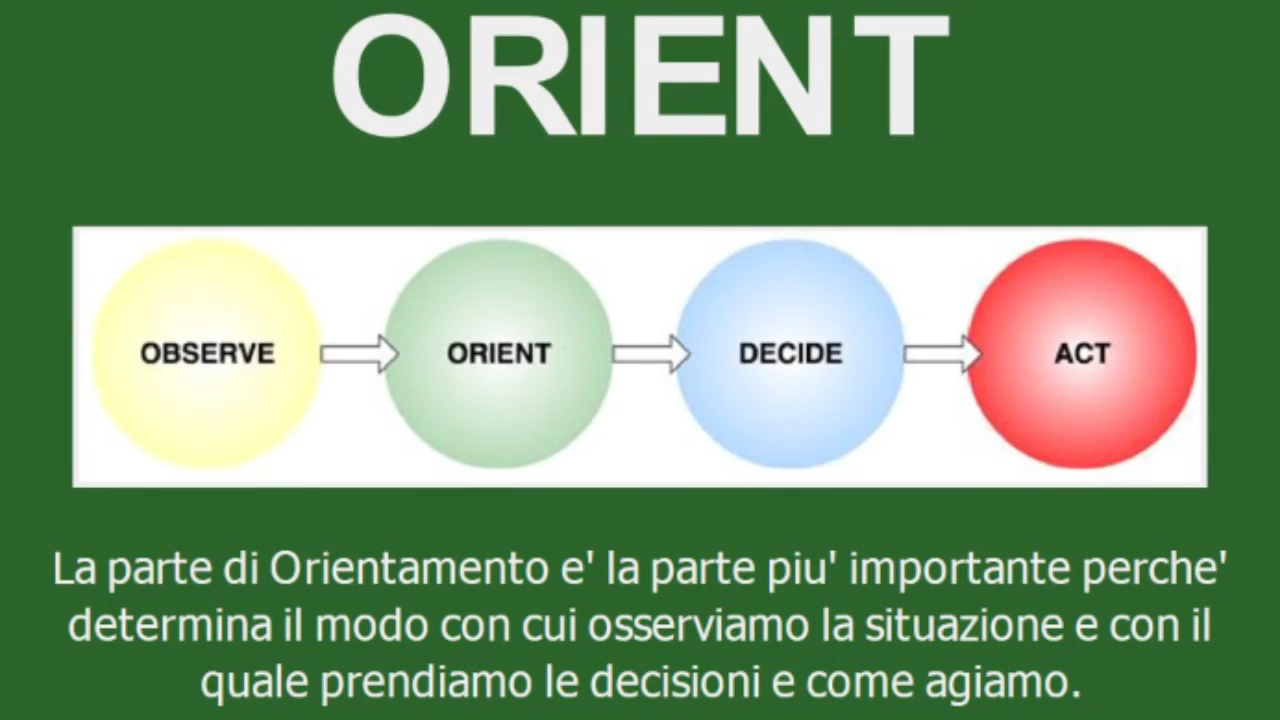 ORIENT
OBSERVE ORIENT DECIDE ACT
La parte di Orientamento e' la parte piu' importante perche'
determina il modo con cui osserviamo la situazione e con il
quale prendiamo le decisioni e come agiamo.